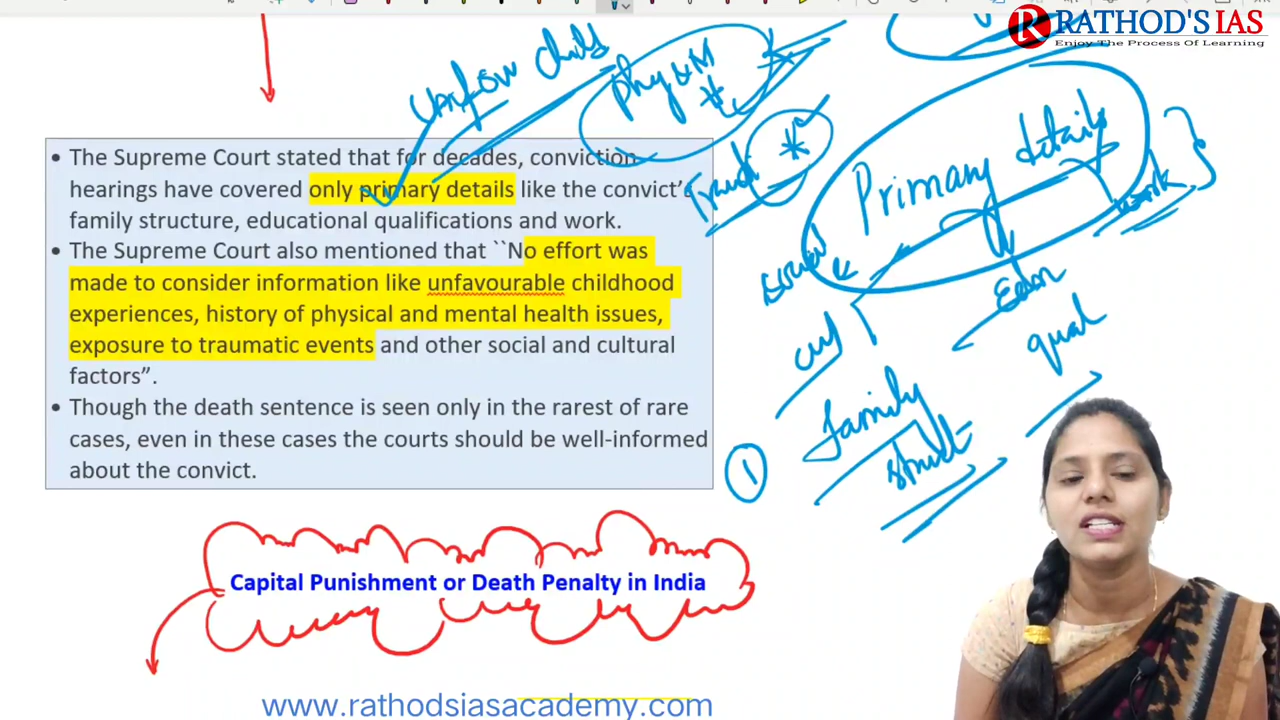 RATHOD'S IAS
Enjoy The Process Of Learning
unfav child
phy & M
Primary details
work
Edn
qual
family
struct
1
• The Supreme Court stated that for decades, conviction
hearings have covered only primary details like the convict's
family structure, educational qualifications and work.
• The Supreme Court also mentioned that ``No effort was
made to consider information like unfavourable childhood
experiences, history of physical and mental health issues,
exposure to traumatic events and other social and cultural
factors”.
• Though the death sentence is seen only in the rarest of rare
cases, even in these cases the courts should be well-informed
about the convict.
Capital Punishment or Death Penalty in India
www.rathodsiasacademy.com